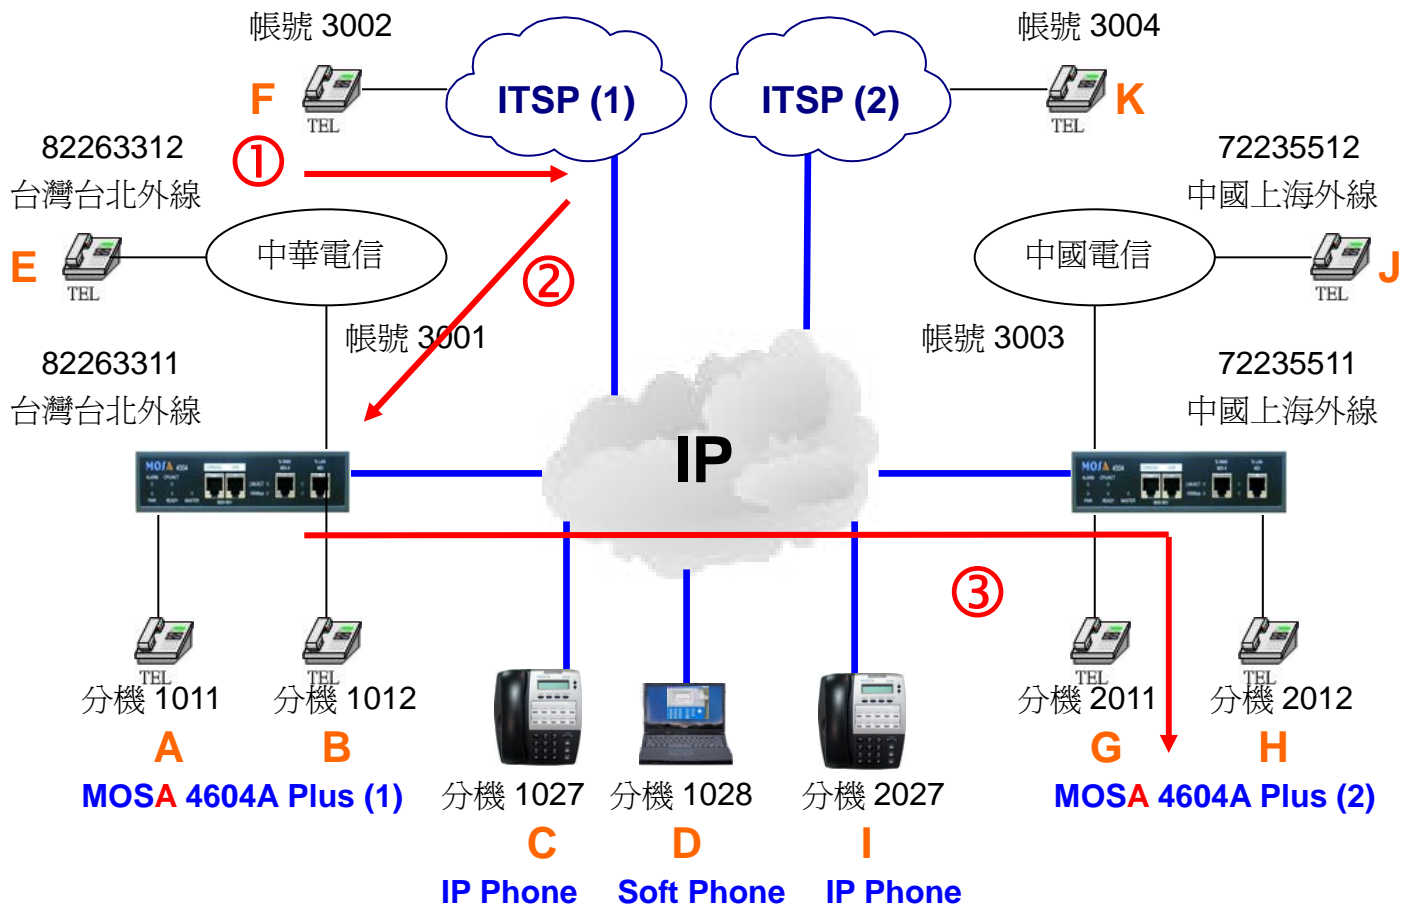 帳號 3002
帳號 3004
ITSP (1)
ITSP (2)
F
TEL
TEL
K
82263312
台灣台北外線
①
72235512
中國上海外線
中華電信
中國電信
E
TEL
②
TEL
J
帳號 3001
帳號 3003
82263311
台灣台北外線
72235511
中國上海外線
IP
MOSA 4604
MOSA 4604
③
TEL
TEL
TEL
TEL
分機 1011
分機 1012
分機 2011
分機 2012
A
B
G
H
MOSA 4604A Plus (1)
分機 1027
分機 1028
分機 2027
MOSA 4604A Plus (2)
C
D
I
IP Phone
Soft Phone
IP Phone